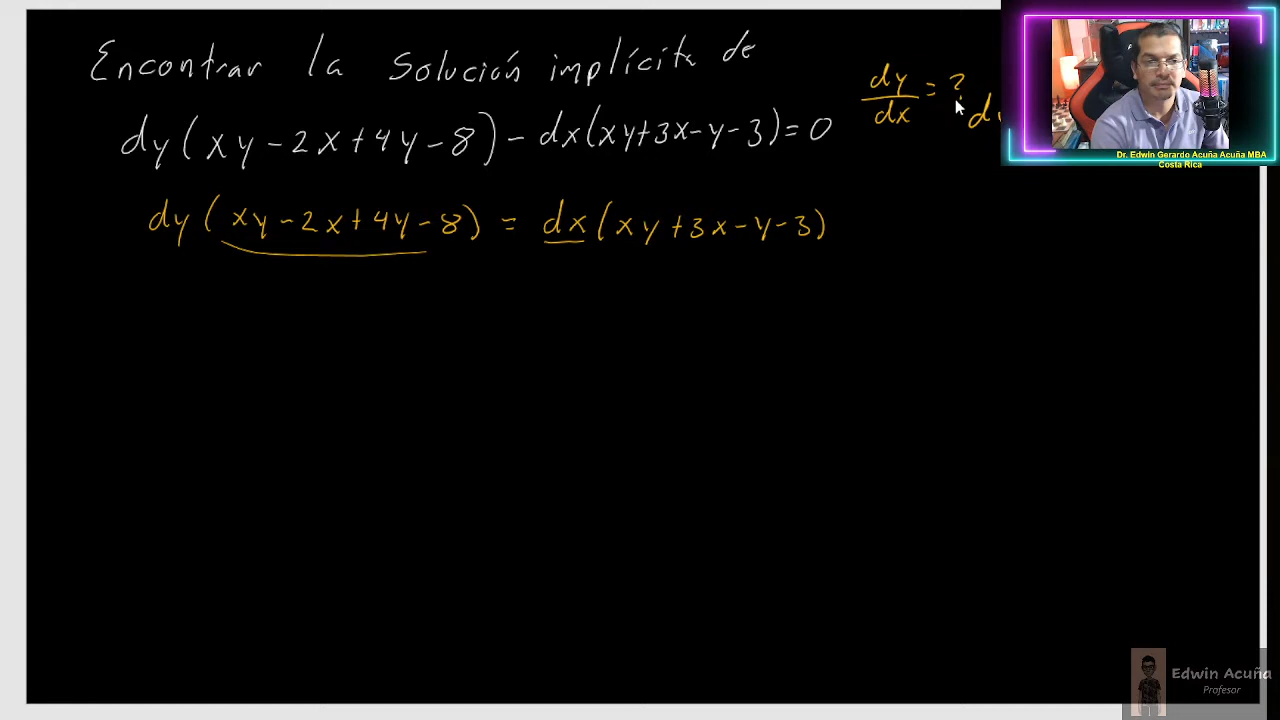 Encontrar la solución implícita de
dy(xy-2x+4y-8)-dx(xy+3x-y-3)=0
dy/dx = ?
dy
dy(xy-2x+4y-8) = dx(xy+3x-y-3)
Dr. Edwin Gerardo Acuña Acuña MBA
Costa Rica
Edwin Acuña
Profesor